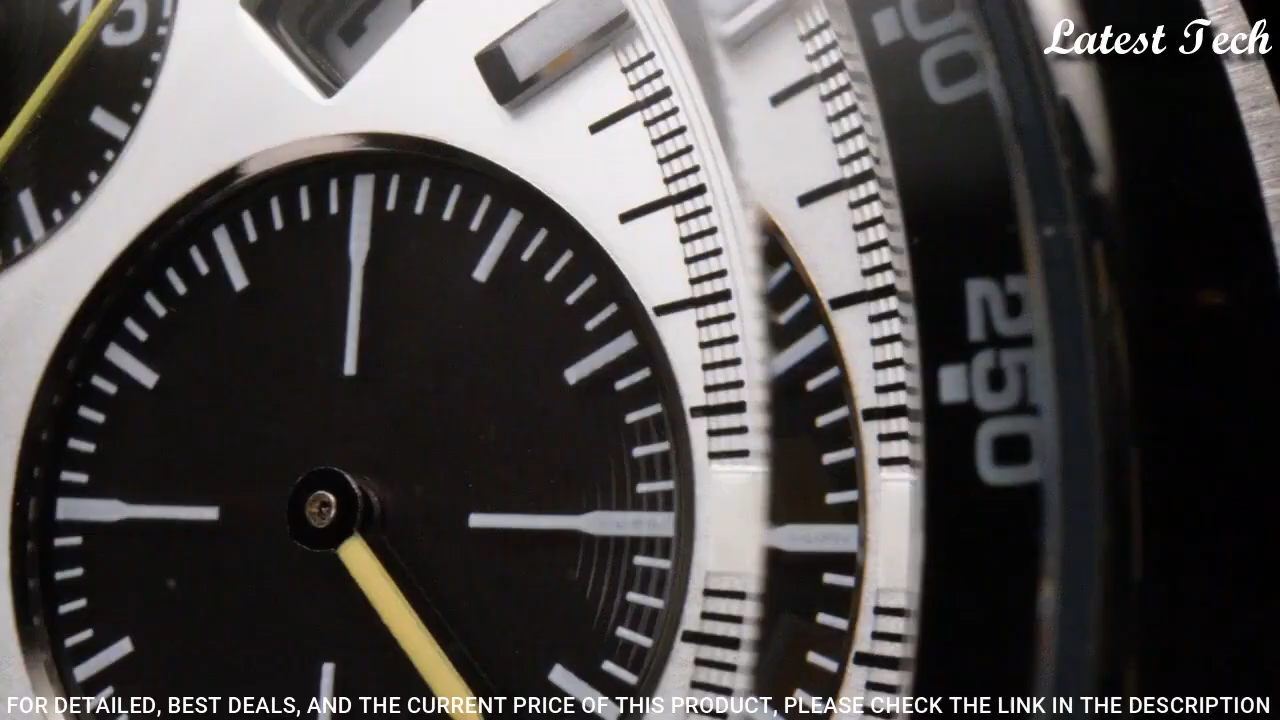 Latest Tech
250
FOR DETAILED, BEST DEALS, AND THE CURRENT PRICE OF THIS PRODUCT, PLEASE CHECK THE LINK IN THE DESCRIPTION